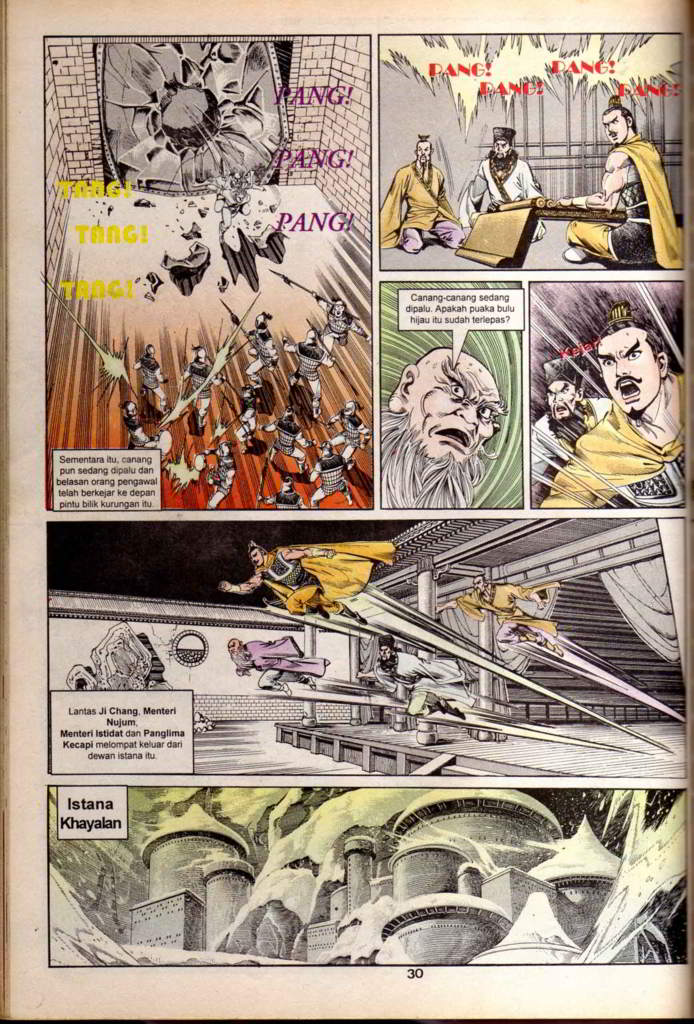 TANG!
TANG!
TANG!
PANG!
PANG!
PANG!
Sementara itu, canang
pun sedang dipalu dan
belasan orang pengawal
telah berkejar ke depan
pintu bilik kurungan itu.
PANG!
PANG!
PANG!
PANG!
Canang-canang sedang
dipalu. Apakah puaka bulu
hijau itu sudah terlepas?
Lantas Ji Chang, Menteri
Nujum,
Menteri Istidat dan Panglima
Kecapi melompat keluar dari
dewan istana itu.
Istana
Khayalan
30